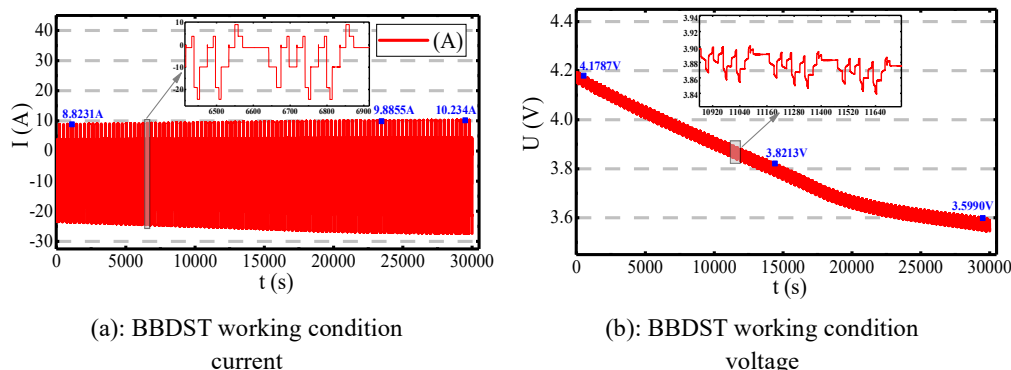 40
30
20
10
0
-10
-20
-30
I (A)
0 5000 10000 15000 20000 25000 30000
t (s)
10
0
-10
-20
6500 6600 6700 6800 6900
(A)
8.8231A
9.8855A
10.234A
(a): BBDST working condition
current
4.4
4.2
4.0
3.8
3.6
U (V)
0 5000 10000 15000 20000 25000 30000
t (s)
3.94
3.90
3.88
3.86
3.84
10920 11040 11160 11280 11400 11520 11640
4.1787V
3.8213V
3.5990V
(b): BBDST working condition
voltage